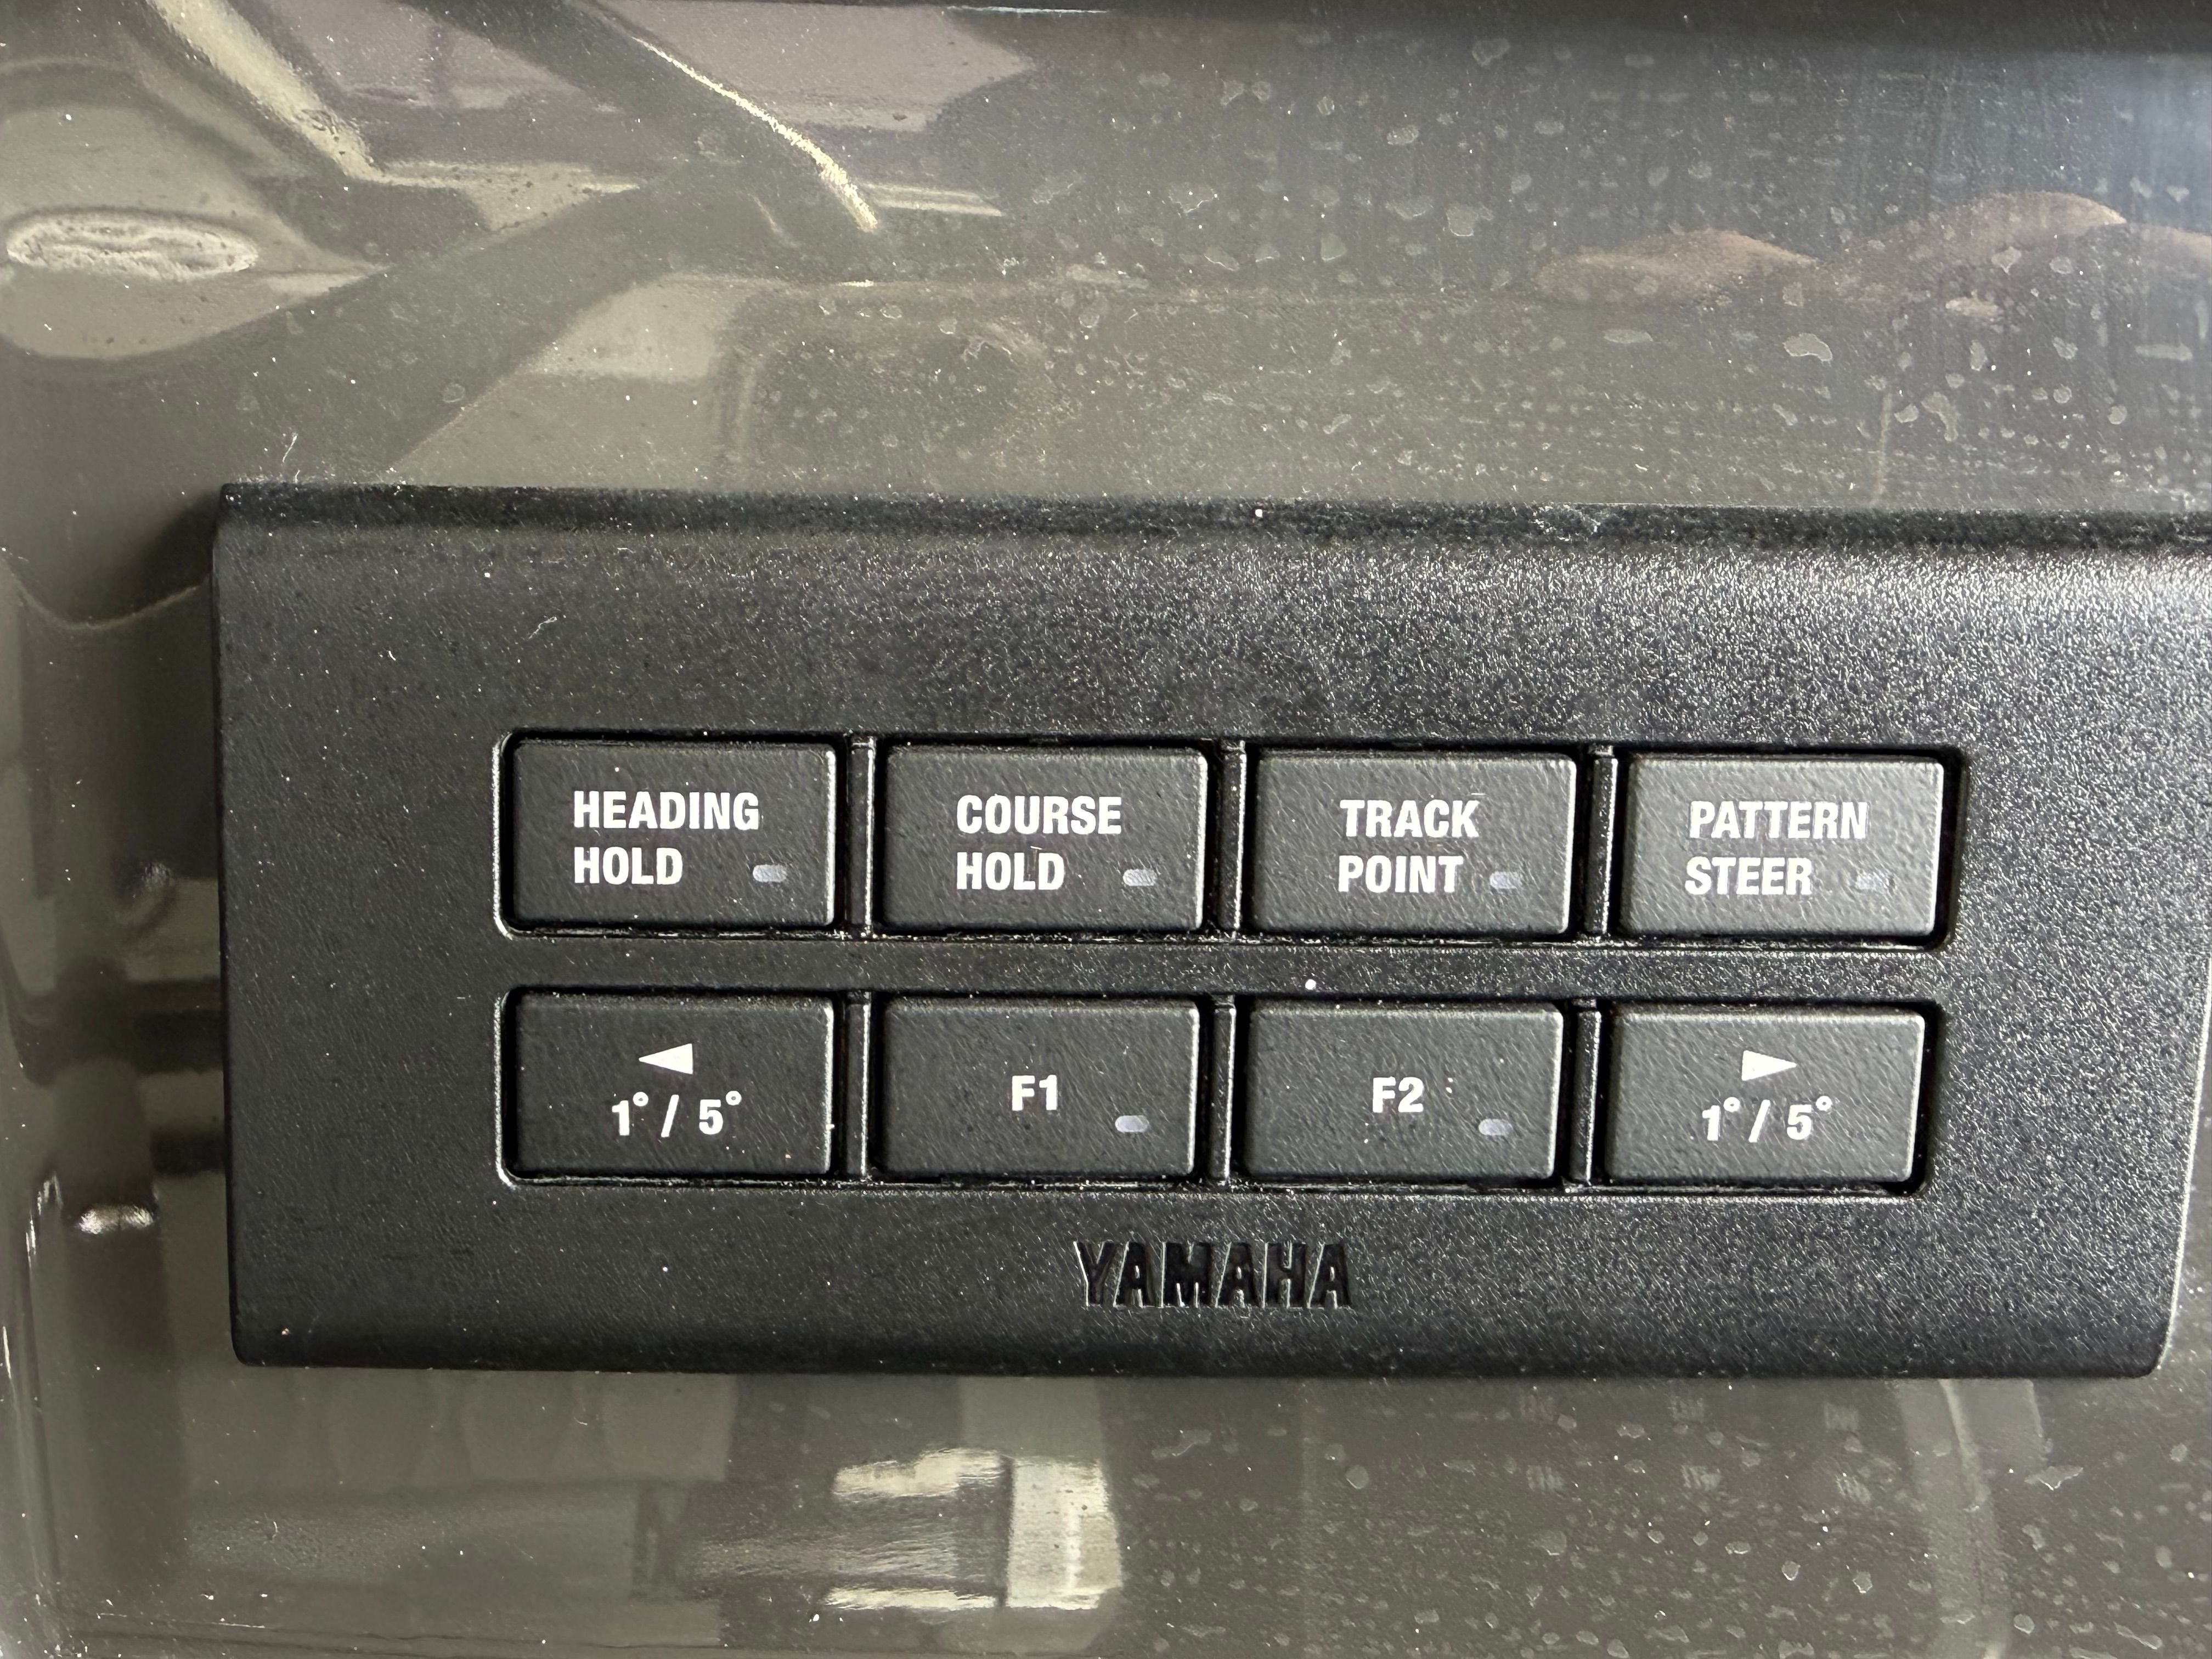 HEADING
HOLD
COURSE
HOLD
TRACK
POINT
PATTERN
STEER
◀
1°/ 5°
F1
F2
▶
1°/ 5°
YAMAHA